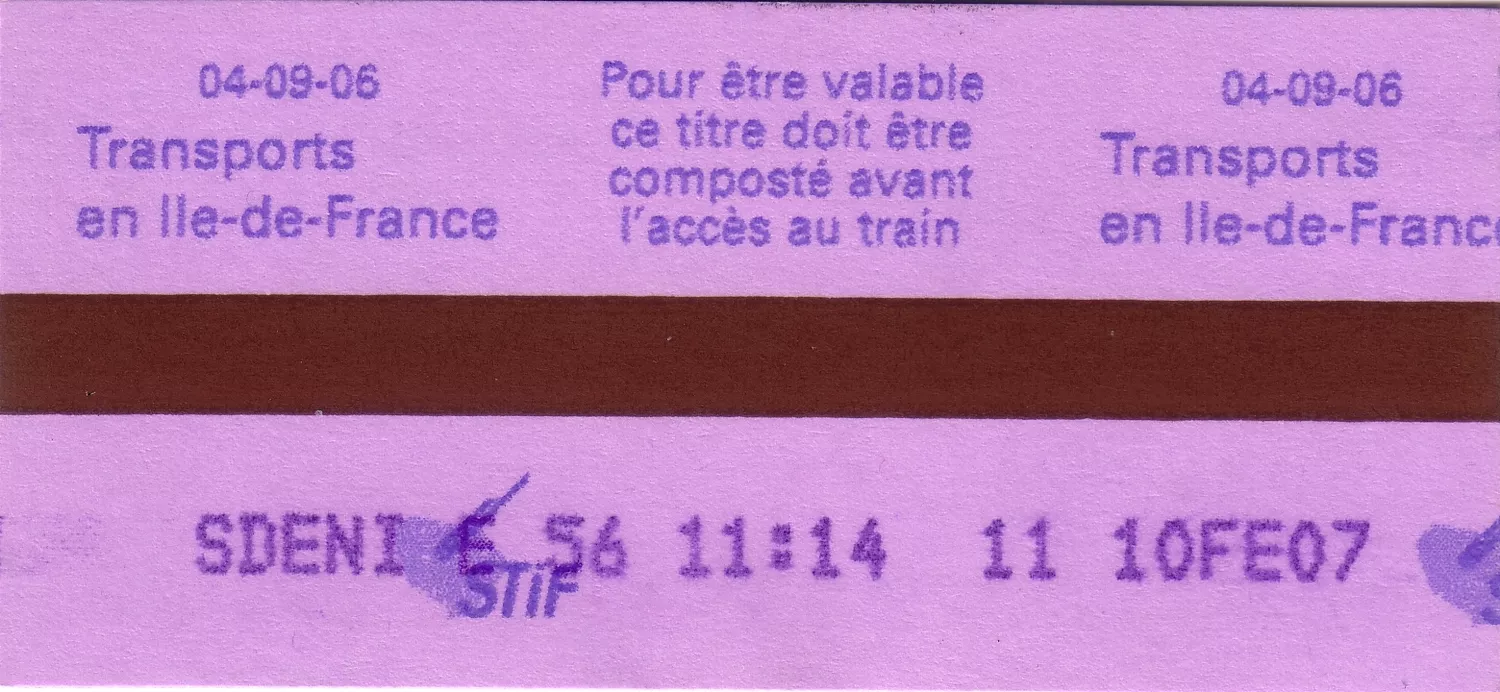 04-09-06
Transports
en Ile-de-France
Pour être valable
ce titre doit être
composté avant
l'accès au train
04-09-06
Transports
en Ile-de-Franc
SDENI E 56 11:14 11 10FE07
STiF